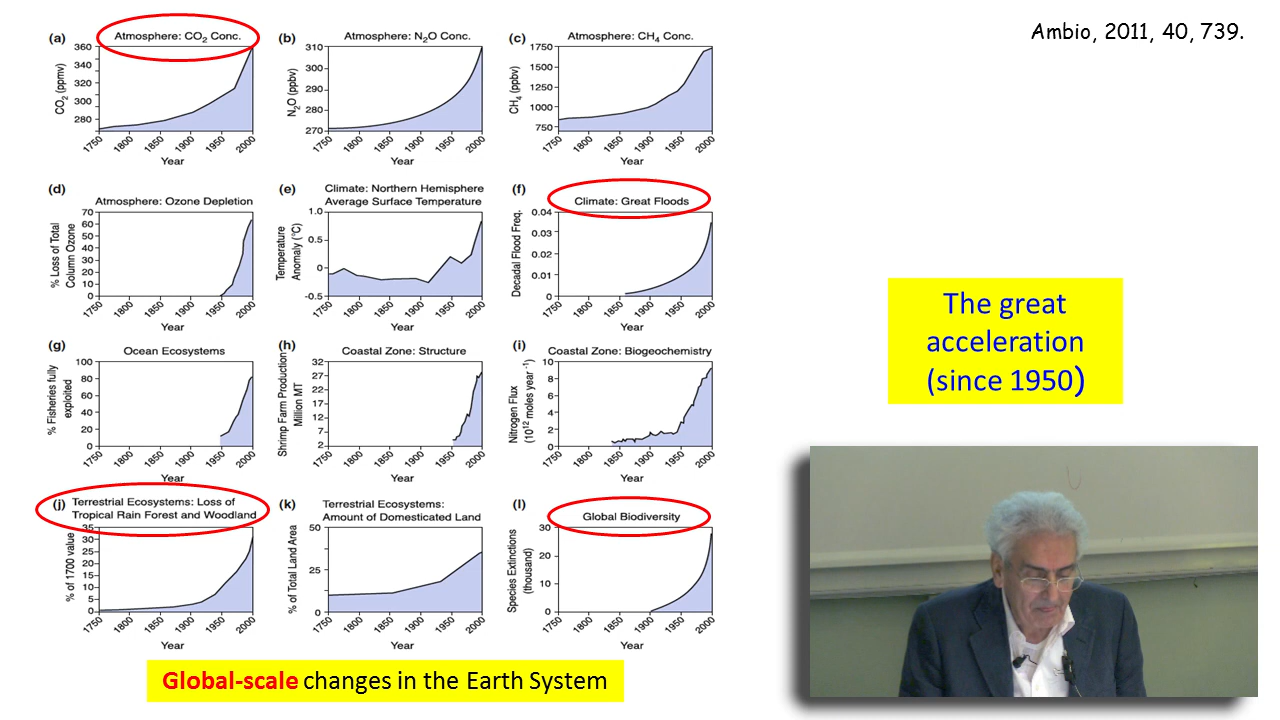 Ambio, 2011, 40, 739.
(a)
Atmosphere: CO₂ Conc.
CO₂ (ppmv)
360
340
320
300
280
1750
1800
1850
1900
1950
2000
Year
(b)
Atmosphere: N₂O Conc.
N₂O (ppbv)
310
300
290
280
270
1750
1800
1850
1900
1950
2000
Year
(c)
Atmosphere: CH₄ Conc.
CH₄ (ppbv)
1750
1500
1250
1000
750
1750
1800
1850
1900
1950
2000
Year
(d)
Atmosphere: Ozone Depletion
% Loss of Total
Column Ozone
70
60
50
40
30
20
10
0
1750
1800
1850
1900
1950
2000
Year
(e)
Climate: Northern Hemisphere
Average Surface Temperature
Temperature
Anomaly (°C)
1.0
0.5
0
-0.5
1750
1800
1850
1900
1950
2000
Year
(f)
Climate: Great Floods
Decadal Flood Freq.
0.04
0.03
0.02
0.01
0
1750
1800
1850
1900
1950
2000
Year
The great
acceleration
(since 1950)
(g)
Ocean Ecosystems
% Fisheries fully
exploited
100
80
60
40
20
0
1750
1800
1850
1900
1950
2000
Year
(h)
Coastal Zone: Structure
Shrimp Farm Production
Million MT
32
27
22
17
12
7
2
1750
1800
1850
1900
1950
2000
Year
(i)
Coastal Zone: Biogeochemistry
Nitrogen Flux
(10¹² moles year⁻¹)
10
8
6
4
2
0
1750
1800
1850
1900
1950
2000
Year
(j)
Terrestrial Ecosystems: Loss of
Tropical Rain Forest and Woodland
% of 1700 value
35
30
25
20
15
10
5
0
1750
1800
1850
1900
1950
2000
Year
(k)
Terrestrial Ecosystems:
Amount of Domesticated Land
% of Total Land Area
50
25
0
1750
1800
1850
1900
1950
2000
Year
(l)
Global Biodiversity
Species Extinctions
(thousand)
30
20
10
0
1750
1800
1850
1900
1950
2000
Year
Global-scale changes in the Earth System